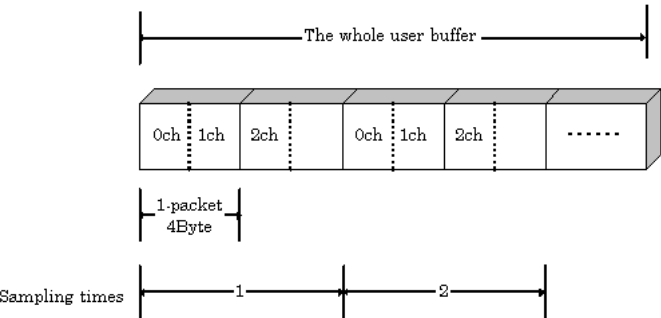 The whole user buffer
0ch 1ch 2ch 0ch 1ch 2ch ......
1-packet
4Byte
Sampling times 1 2